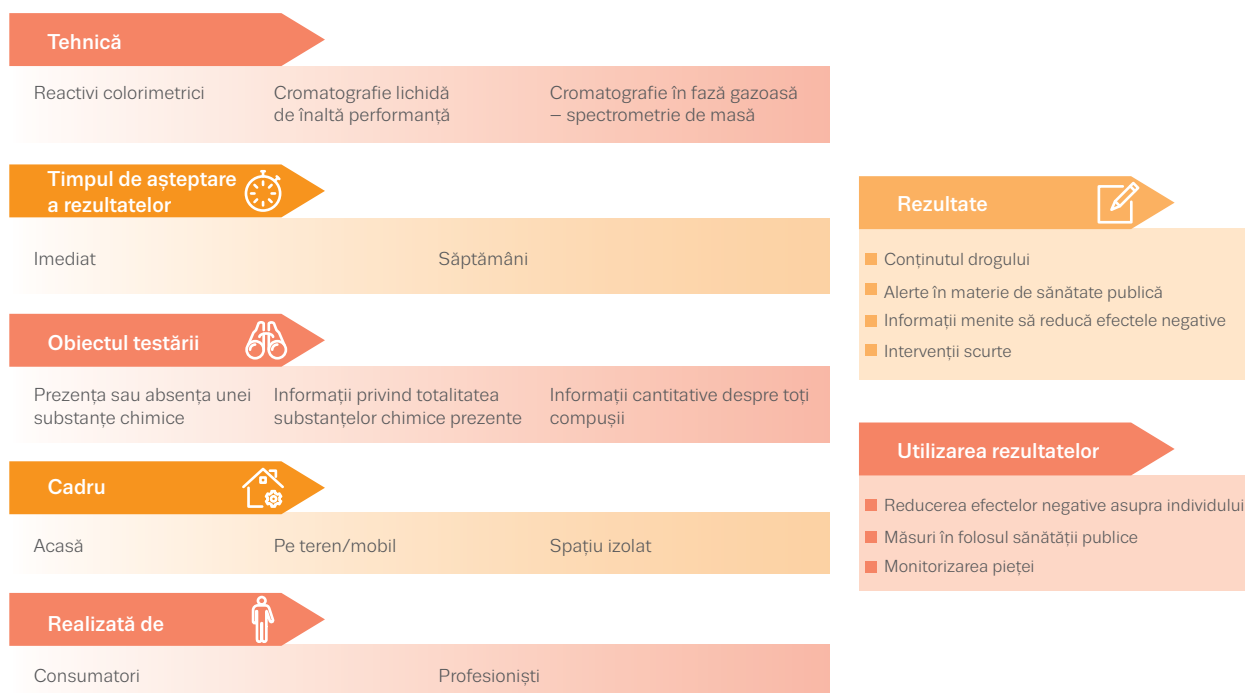 Tehnică
Reactivi colorimetrici
Cromatografie lichidă
de înaltă performanță
Cromatografie în fază gazoasă
– spectrometrie de masă
Timpul de așteptare
a rezultatelor
Imediat
Săptămâni
Obiectul testării
Prezența sau absența unei
substanțe chimice
Informații privind totalitatea
substanțelor chimice prezente
Informații cantitative despre toți
compușii
Cadru
Acasă
Pe teren/mobil
Spațiu izolat
Realizată de
Consumatori
Profesioniști
Rezultate
Conținutul drogului
Alerte în materie de sănătate publică
Informații menite să reducă efectele negative
Intervenții scurte
Utilizarea rezultatelor
Reducerea efectelor negative asupra individului
Măsuri în folosul sănătății publice
Monitorizarea pieței